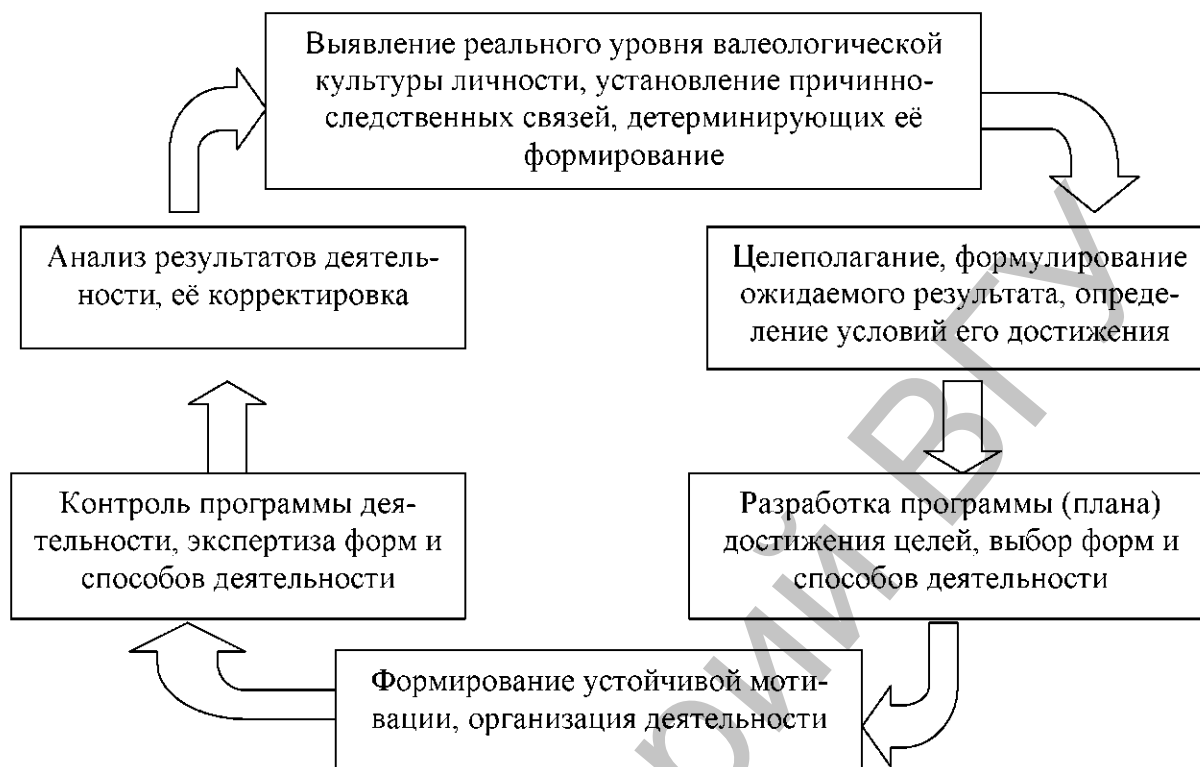 Выявление реального уровня валеологической
культуры личности, установление причинно-
следственных связей, детерминирующих её
формирование
Анализ результатов деятель-
ности, её корректировка
Целеполагание, формулирование
ожидаемого результата, опреде-
ление условий его достижения
Контроль программы дея-
тельности, экспертиза форм и
способов деятельности
Разработка программы (плана)
достижения целей, выбор форм и
способов деятельности
Формирование устойчивой моти-
вации, организация деятельности
ВГУ